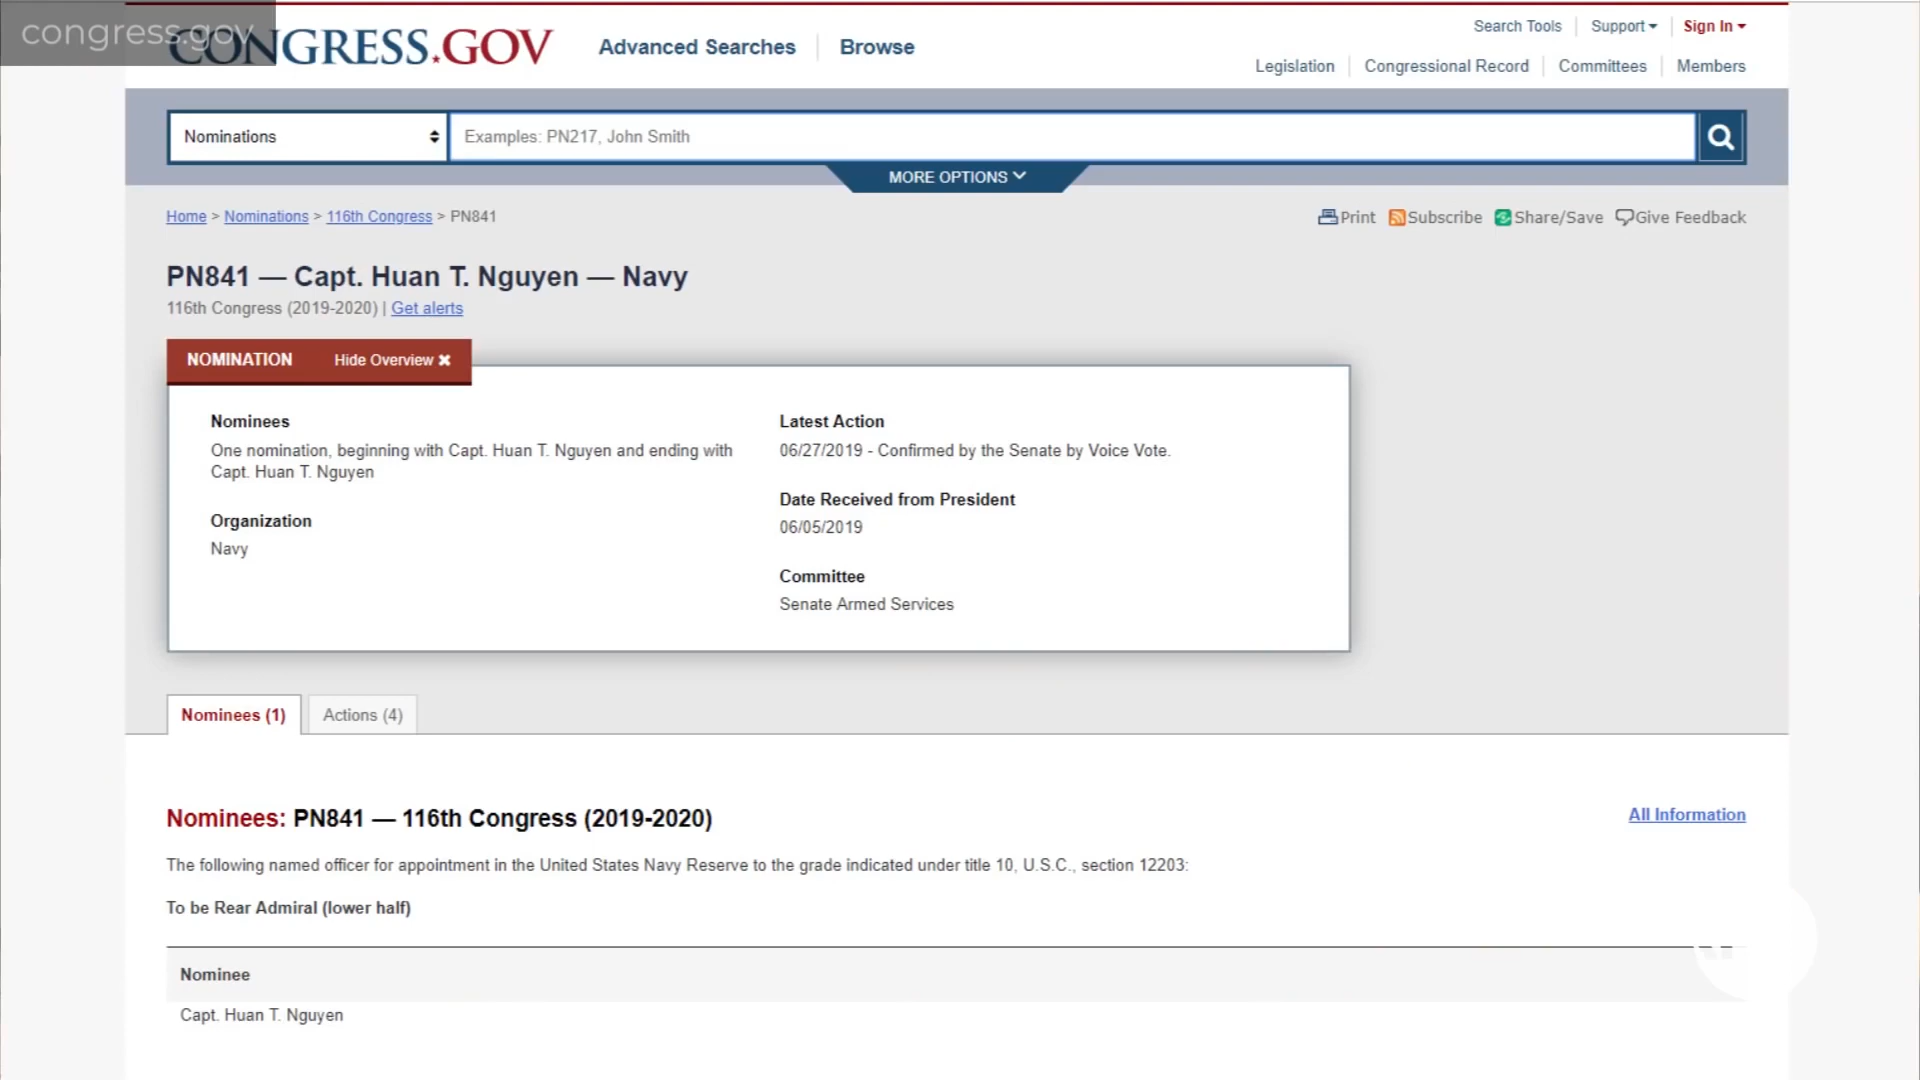 congress.gov
CONGRESS.GOV
Advanced Searches
Browse
Search Tools
Support
Sign In
Legislation
Congressional Record
Committees
Members
Nominations
Examples: PN217, John Smith
MORE OPTIONS
Home > Nominations > 116th Congress > PN841
Print
Subscribe
Share/Save
Give Feedback
PN841 — Capt. Huan T. Nguyen — Navy
116th Congress (2019-2020) | Get alerts
NOMINATION
Hide Overview
Nominees
One nomination, beginning with Capt. Huan T. Nguyen and ending with
Capt. Huan T. Nguyen
Organization
Navy
Latest Action
06/27/2019 - Confirmed by the Senate by Voice Vote.
Date Received from President
06/05/2019
Committee
Senate Armed Services
Nominees (1)
Actions (4)
Nominees: PN841 — 116th Congress (2019-2020)
All Information
The following named officer for appointment in the United States Navy Reserve to the grade indicated under title 10, U.S.C., section 12203:
To be Rear Admiral (lower half)
Nominee
Capt. Huan T. Nguyen